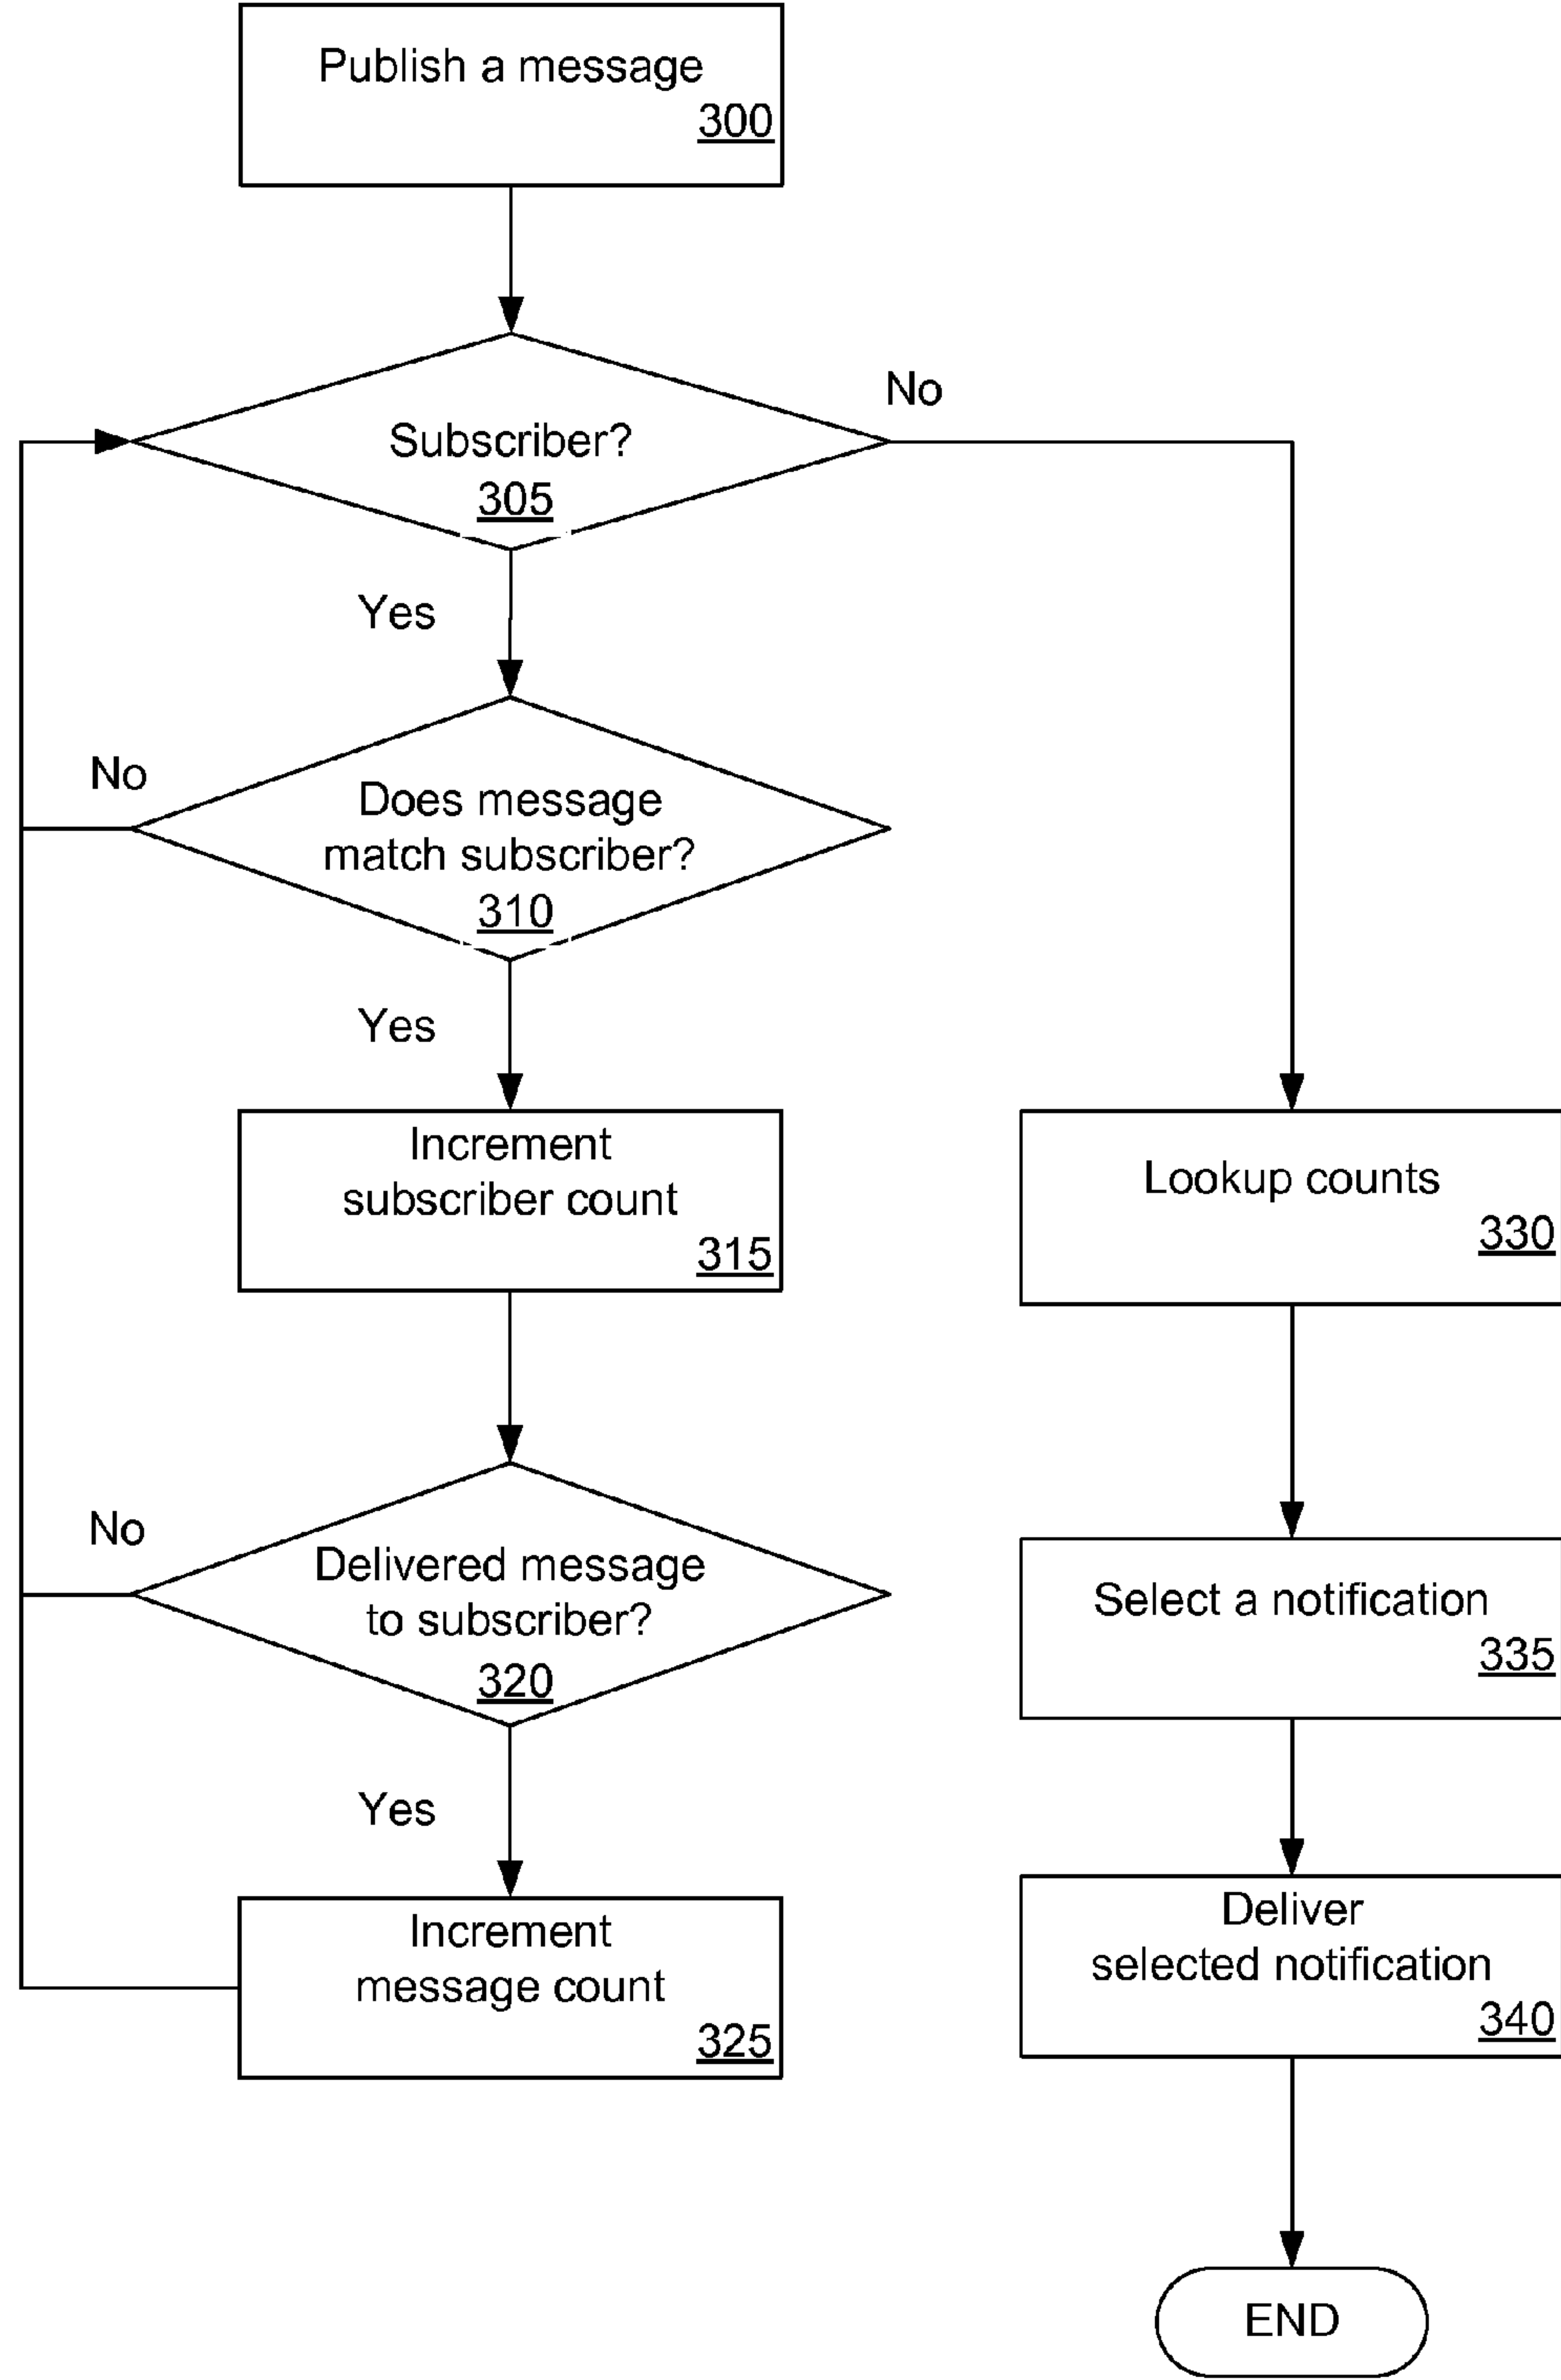 Publish a message
300
Subscriber?
305
No
Yes
Does message
match subscriber?
310
No
Yes
Increment
subscriber count
315
Lookup counts
330
Delivered message
to subscriber?
320
No
Select a notification
335
Yes
Increment
message count
325
Deliver
selected notification
340
END